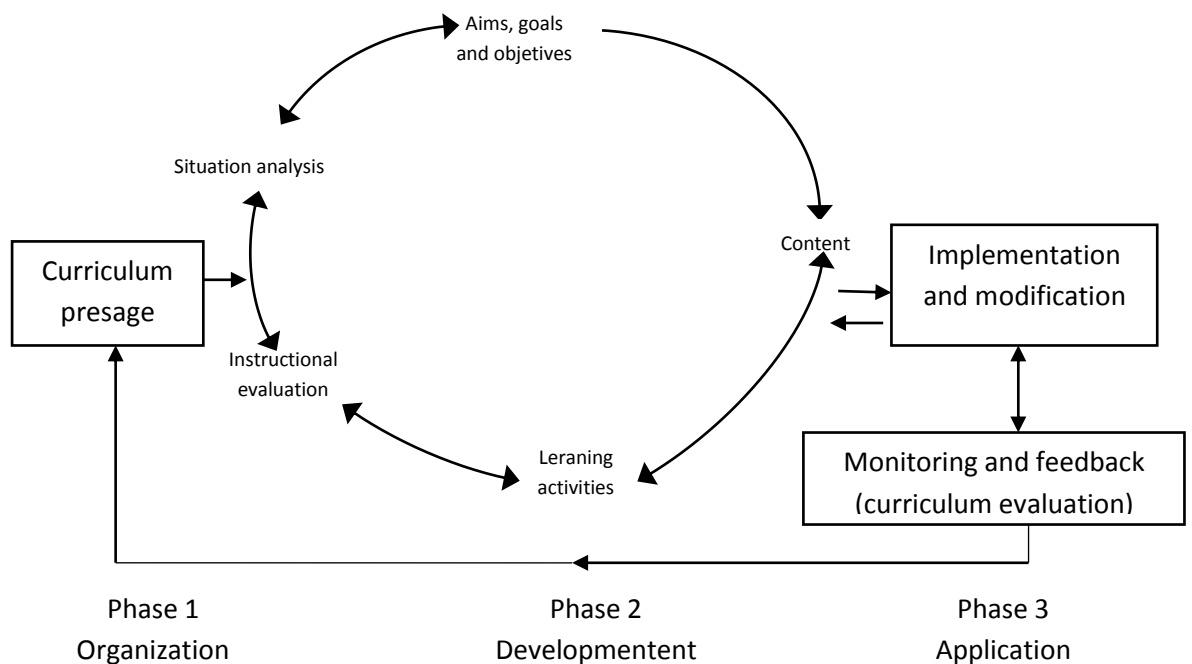 Aims, goals
and objetives
Situation analysis
Content
Curriculum
presage
Implementation
and modification
Instructional
evaluation
Leraning
activities
Monitoring and feedback
(curriculum evaluation)
Phase 1
Organization
Phase 2
Developmentent
Phase 3
Application